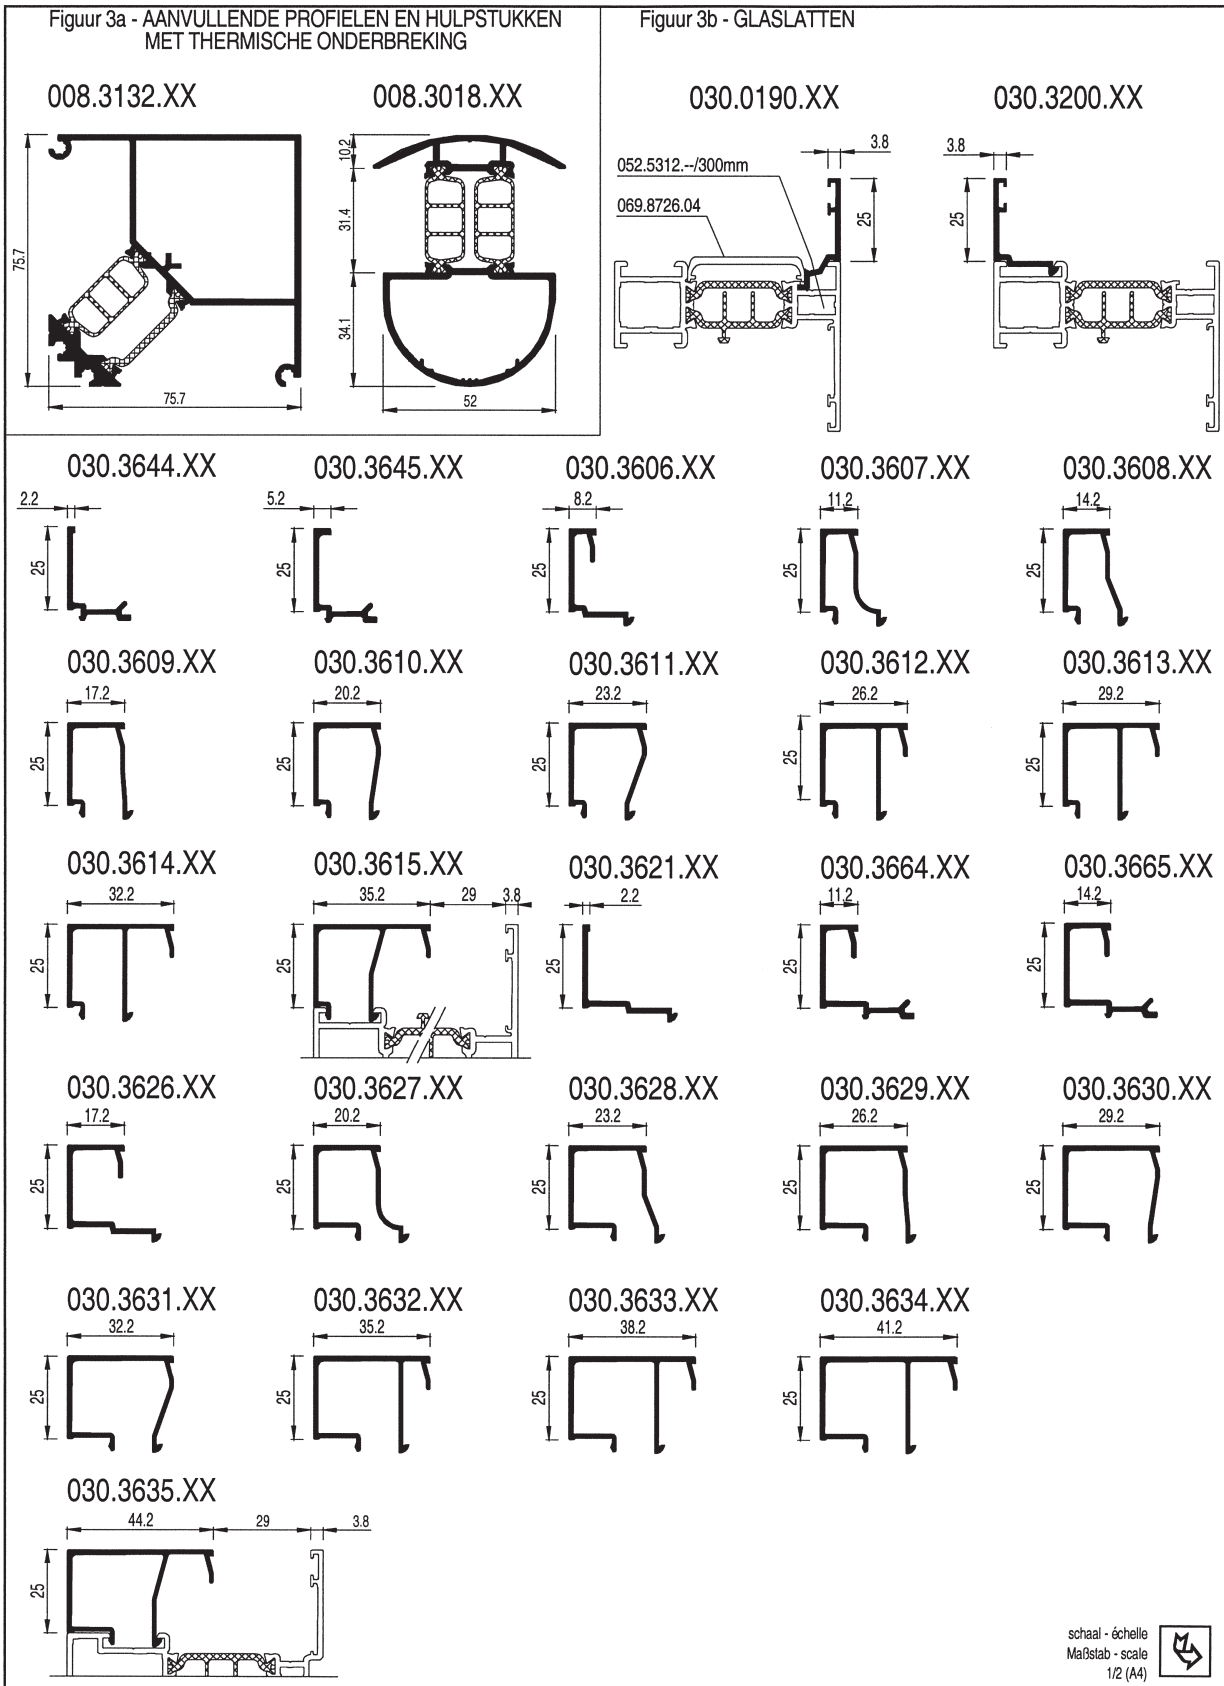 Figuur 3a - AANVULLENDE PROFIELEN EN HULPSTUKKEN
MET THERMISCHE ONDERBREKING
Figuur 3b - GLASLATTEN
008.3132.XX
008.3018.XX
030.0190.XX
030.3200.XX
75.7
75.7
10.2
31.4
34.1
52
052.5312.--/300mm
069.8726.04
3.8
25
3.8
25
030.3644.XX
030.3645.XX
030.3606.XX
030.3607.XX
030.3608.XX
2.2
5.2
8.2
11.2
14.2
25
25
25
25
25
030.3609.XX
030.3610.XX
030.3611.XX
030.3612.XX
030.3613.XX
17.2
20.2
23.2
26.2
29.2
25
25
25
25
25
030.3614.XX
030.3615.XX
030.3621.XX
030.3664.XX
030.3665.XX
32.2
35.2
29
3.8
2.2
11.2
14.2
25
25
25
25
25
030.3626.XX
030.3627.XX
030.3628.XX
030.3629.XX
030.3630.XX
17.2
20.2
23.2
26.2
29.2
25
25
25
25
25
030.3631.XX
030.3632.XX
030.3633.XX
030.3634.XX
32.2
35.2
38.2
41.2
25
25
25
25
030.3635.XX
44.2
29
3.8
25
schaal - échelle
Maßstab - scale
1/2 (A4)